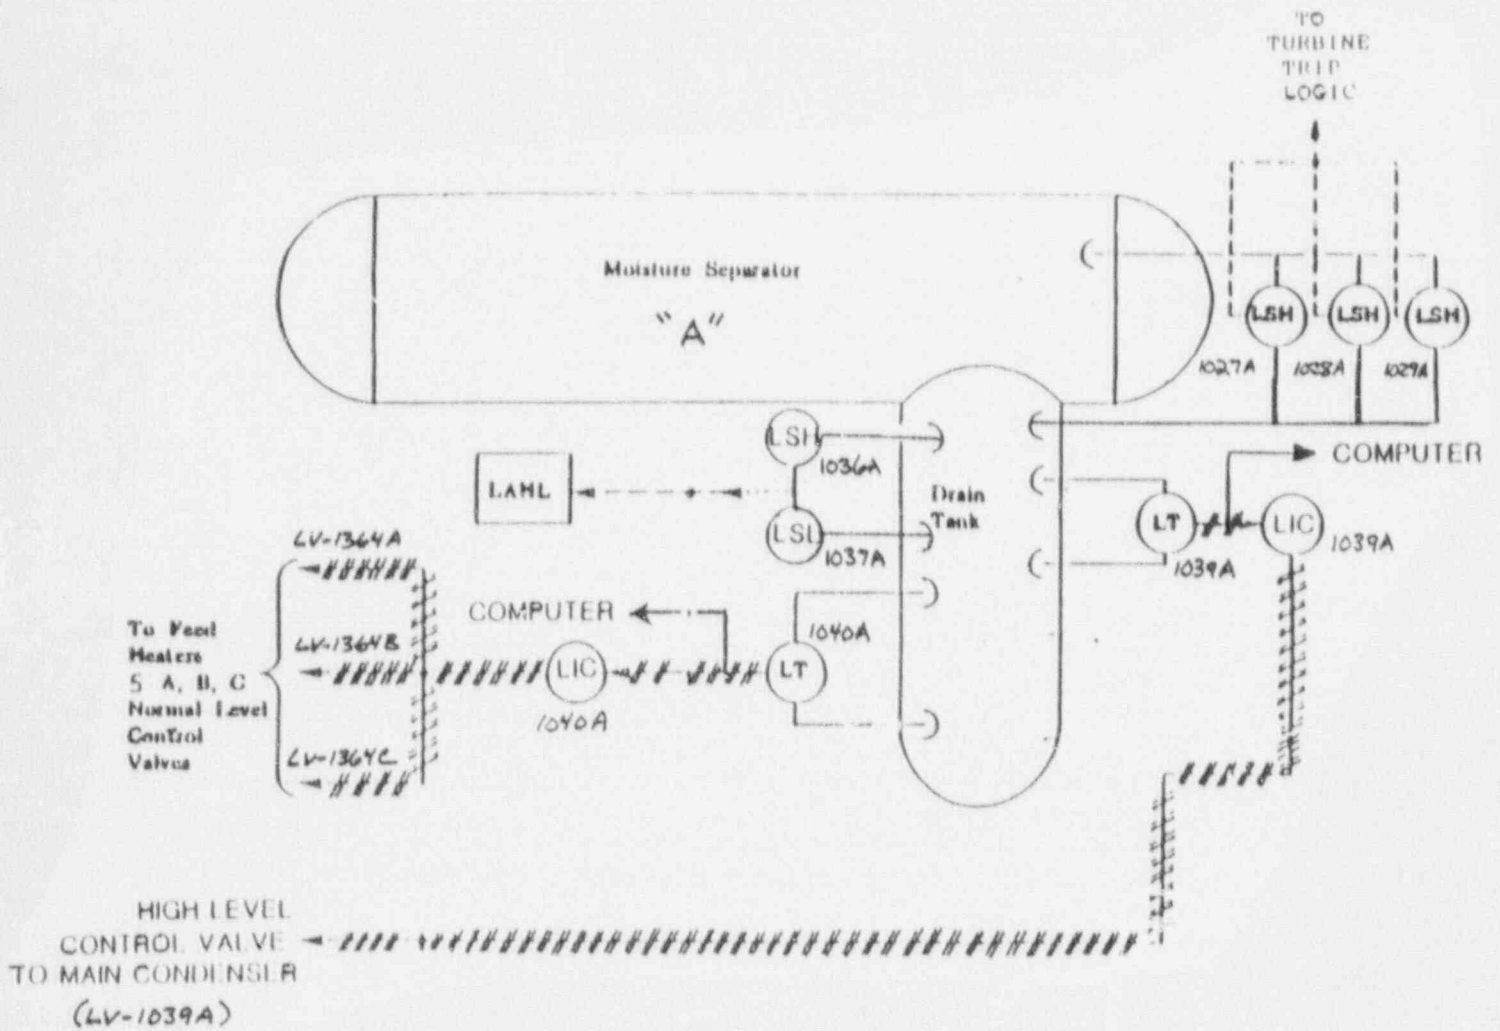 TO
TURBINE
TRIP
LOGIC
Moisture Separator
"A"
LSH
LSH
LSH
1027A
1028A
1029A
LSH
1036A
COMPUTER
LAHL
Drain
Tank
LT
LIC
1039A
1039A
LSL
1037A
LV-1364A
COMPUTER
1040A
To Feed
Heaters
5 A, B, C
Normal Level
Control
Valves
LV-1364B
LIC
LT
1040A
LV-1364C
HIGH LEVEL
CONTROL VALVE
TO MAIN CONDENSER
(LV-1039A)